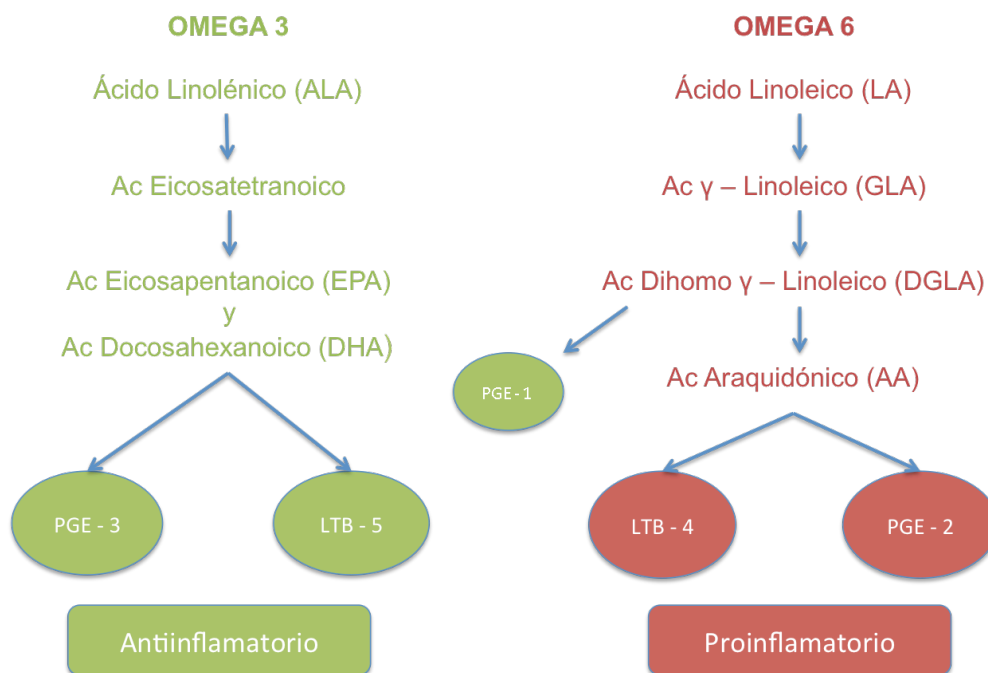 OMEGA 3
Ácido Linolénico (ALA)
Ac Eicosatetranoico
Ac Eicosapentanoico (EPA)
y
Ac Docosahexanoico (DHA)
PGE - 3
LTB - 5
Antiinflamatorio
OMEGA 6
Ácido Linoleico (LA)
Ac γ – Linoleico (GLA)
Ac Dihomo γ – Linoleico (DGLA)
PGE - 1
Ac Araquidónico (AA)
LTB - 4
PGE - 2
Proinflamatorio